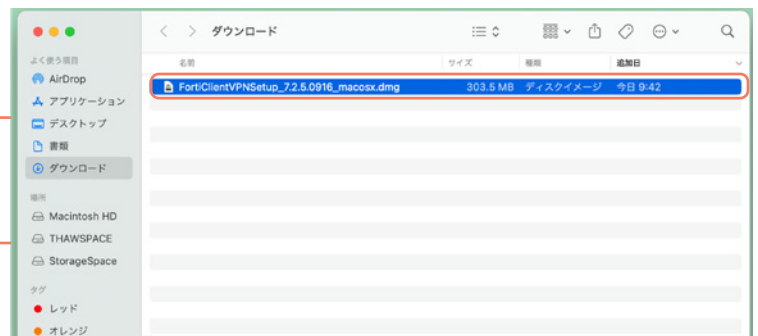 ダウンロード
よく使う項目
AirDrop
アプリケーション
デスクトップ
書類
ダウンロード
場所
Macintosh HD
THAWSPACE
StorageSpace
タグ
レッド
オレンジ
名前 サイズ 種類 追加日
FortiClientVPNSetup_7.2.5.0916_macosx.dmg 303.5 MB ディスクイメージ 今日 9:42